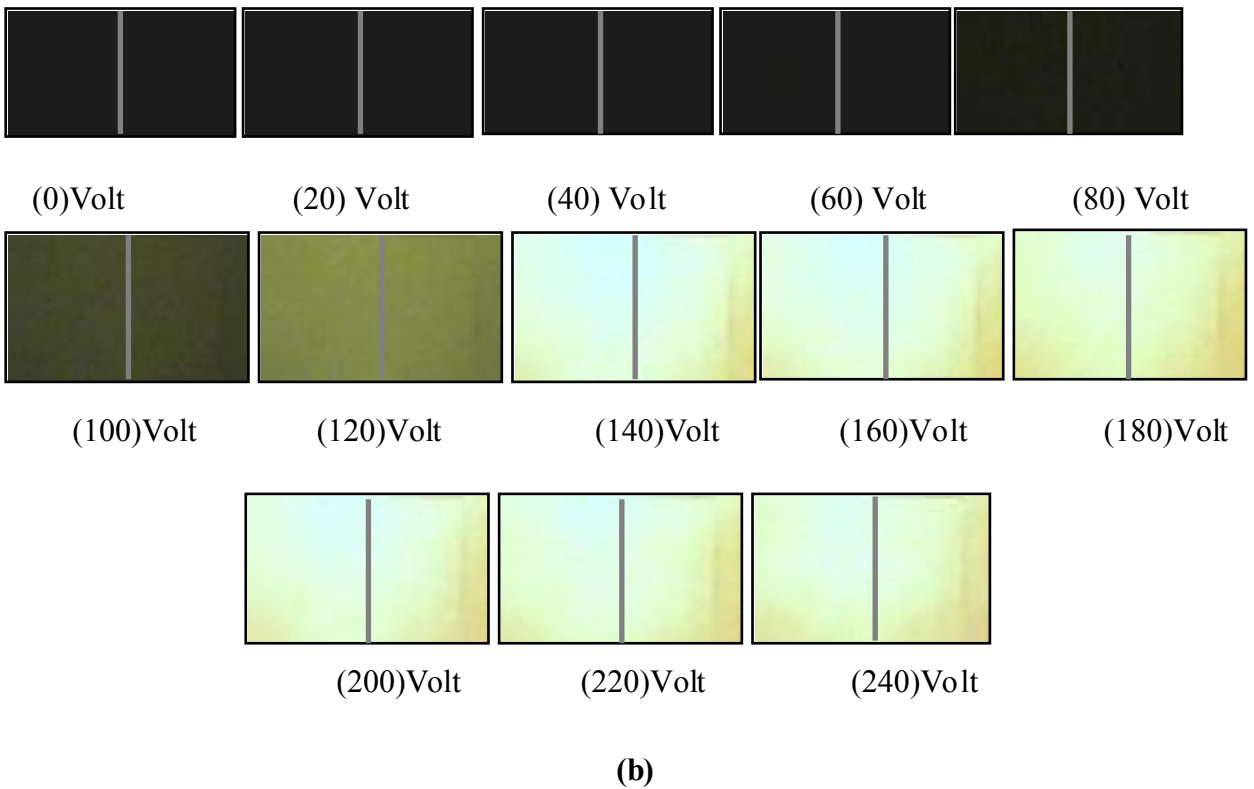 (0)Volt (20) Volt (40) Volt (60) Volt (80) Volt
(100)Volt (120)Volt (140)Volt (160)Volt (180)Volt
(200)Volt (220)Volt (240)Volt
(b)